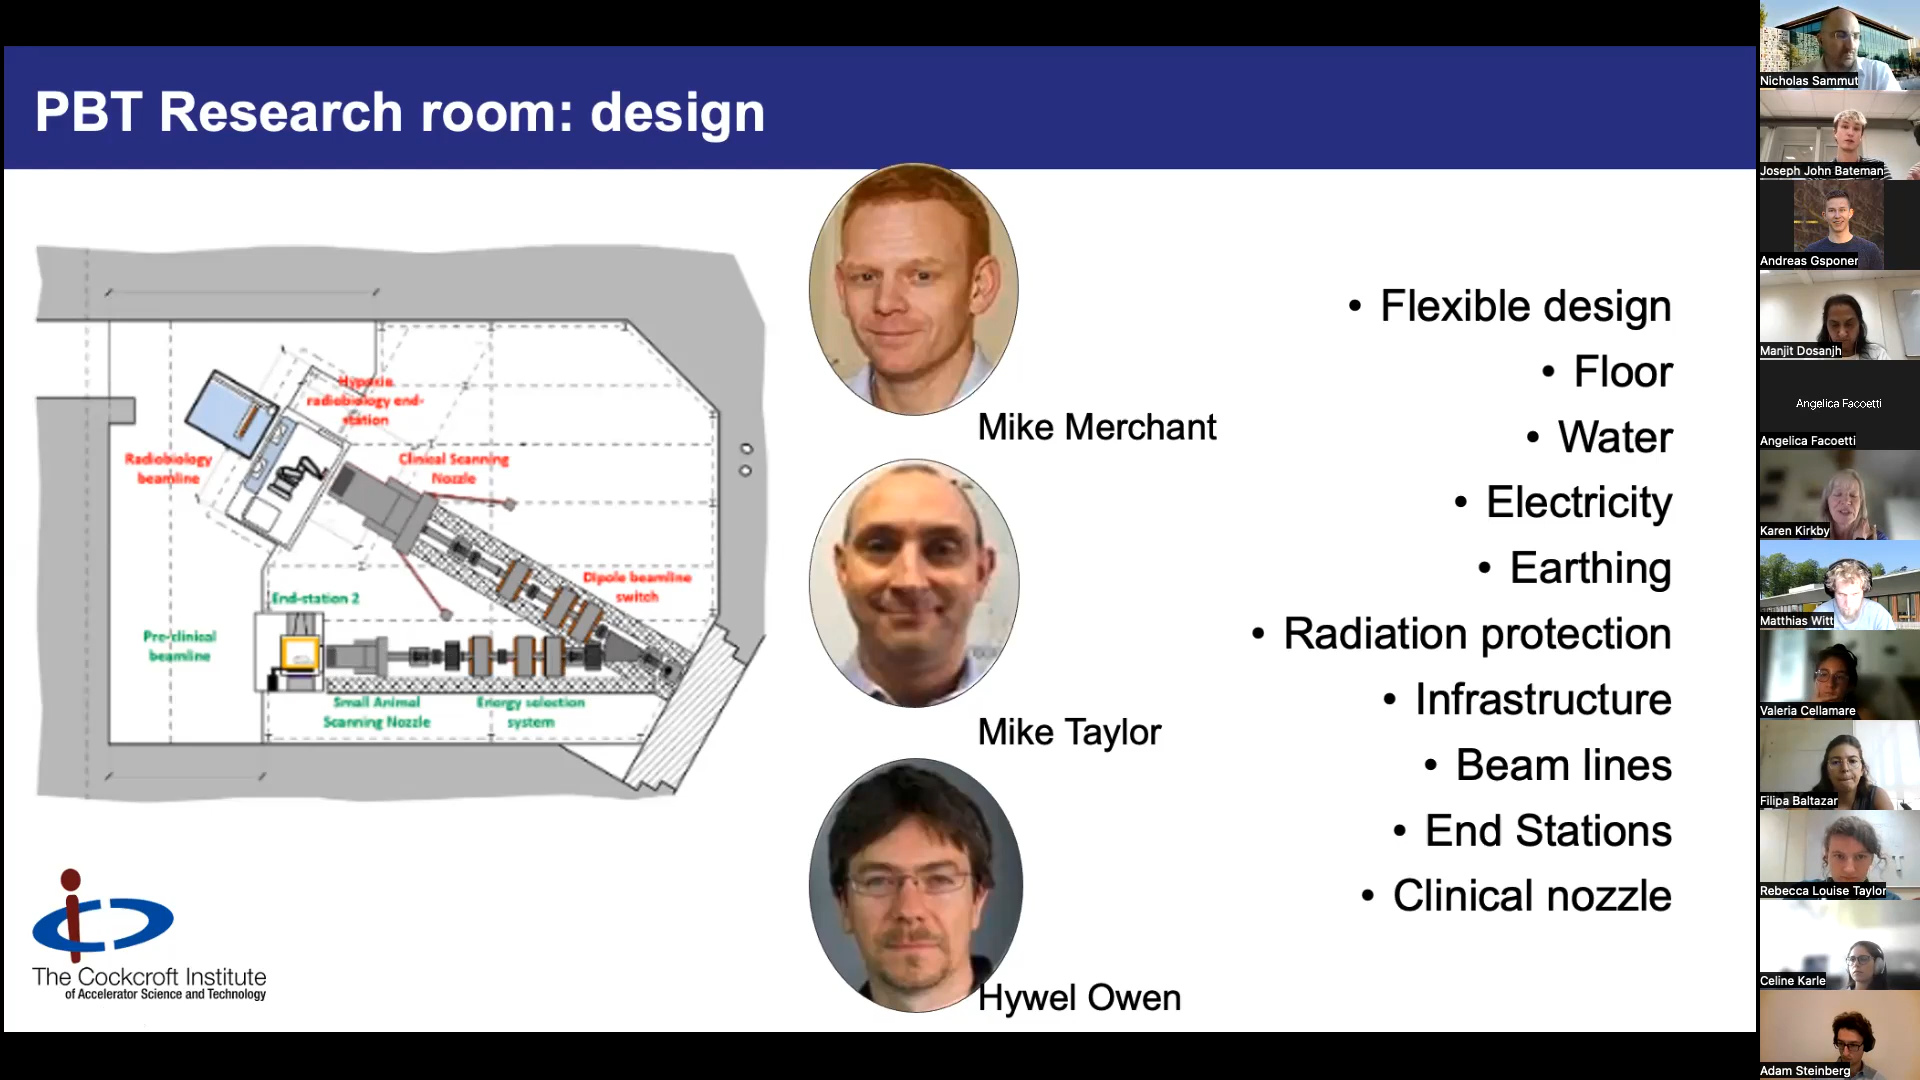 PBT Research room: design
Hypoxia
radiobiology end-
station
Radiobiology
beamline
Clinical Scanning
Nozzle
Dipole beamline
switch
End-station 2
Pre-clinical
beamline
Small Animal
Scanning Nozzle
Energy selection
system
Mike Merchant
Mike Taylor
Hywel Owen
• Flexible design
• Floor
• Water
• Electricity
• Earthing
• Radiation protection
• Infrastructure
• Beam lines
• End Stations
• Clinical nozzle
The Cockcroft Institute
of Accelerator Science and Technology
Nicholas Sammut
Joseph John Bateman
Andreas Gsponer
Manjit Dosanjh
Angelica Facoetti
Angelica Facoetti
Karen Kirkby
Matthias Witt
Valeria Cellamare
Filipa Baltazar
Rebecca Louise Taylor
Celine Karle
Adam Steinberg